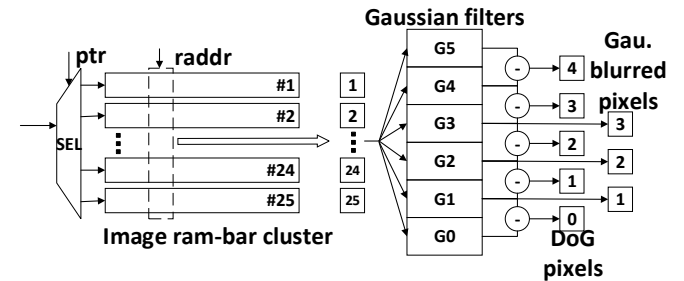 Gaussian filters
ptr
raddr
Gau.
blurred
pixels
SEL
#1
#2
#24
#25
1
2
24
25
G5
G4
G3
G2
G1
G0
-
-
-
-
-
4
3
2
1
0
3
2
1
Image ram-bar cluster
DoG
pixels